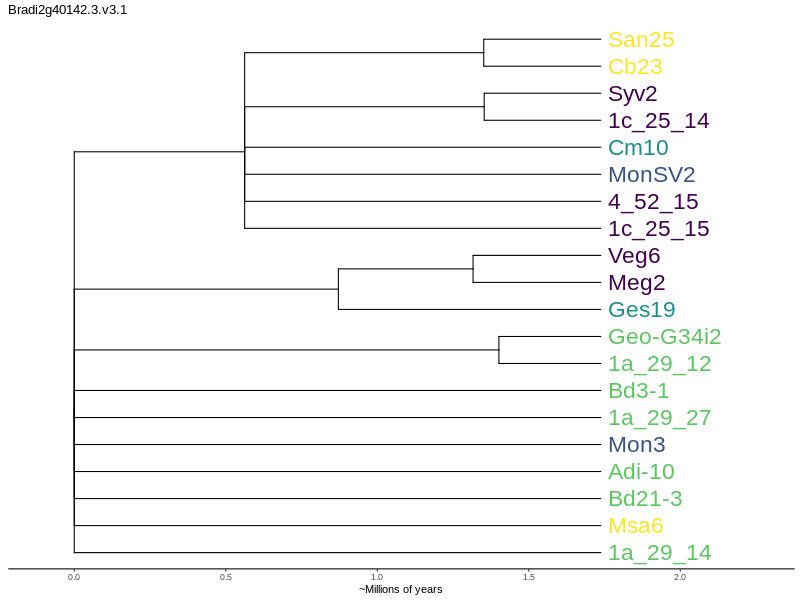 Bradi2g40142.3.v3.1
San25
Cb23
Syv2
1c_25_14
Cm10
MonSV2
4_52_15
1c_25_15
Veg6
Meg2
Ges19
Geo-G34i2
1a_29_12
Bd3-1
1a_29_27
Mon3
Adi-10
Bd21-3
Msa6
1a_29_14
0.0 0.5 1.0 1.5 2.0
~Millions of years